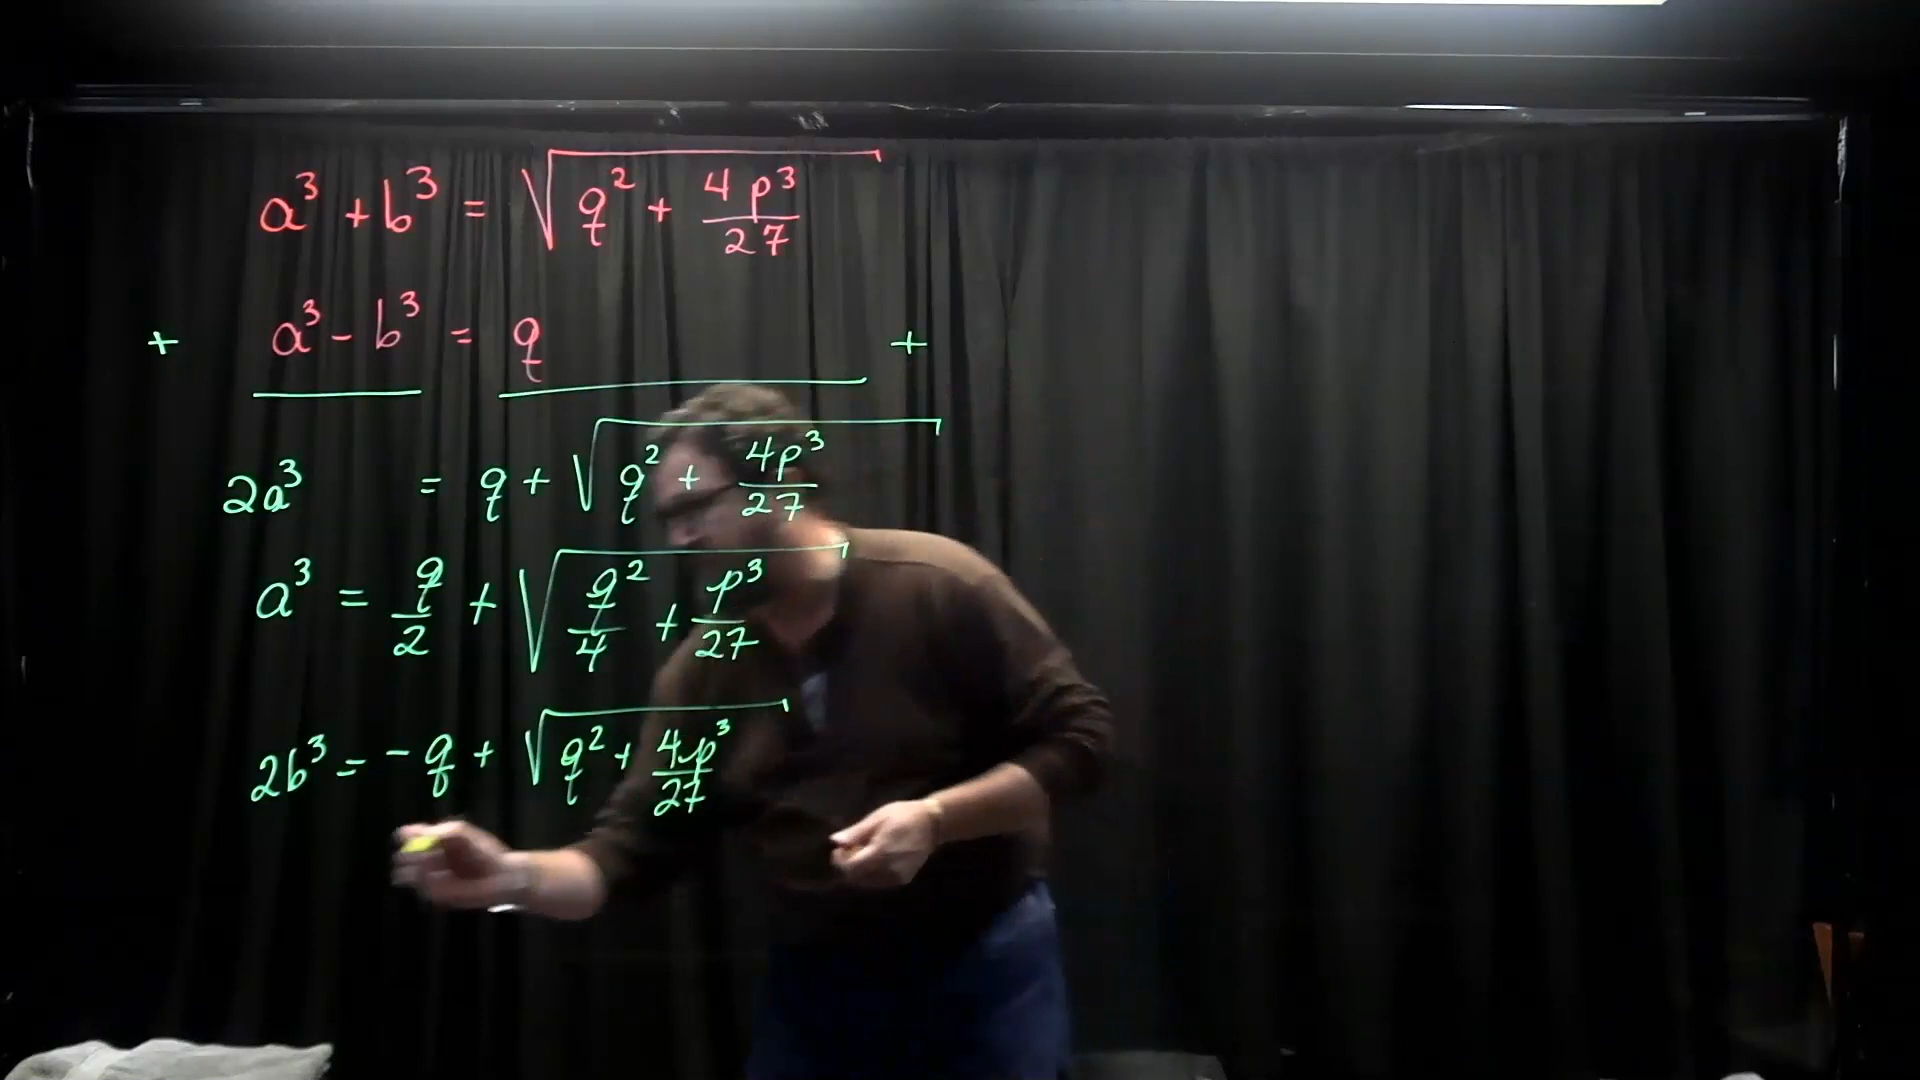 a³ + b³ = √(q² + 4p³/27)
+ a³ - b³ = q +
2a³ = q + √(q² + 4p³/27)
a³ = q/2 + √(q²/4 + p³/27)
2b³ = -q + √(q² + 4p³/27)